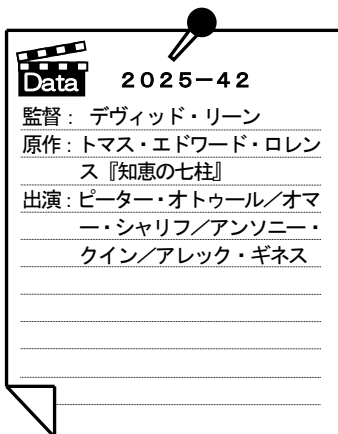 Data
2025-42
監督： デヴィッド・リーン
原作：トマス・エドワード・ロレン
ス『知恵の七柱』
出演：ピーター・オトゥール／オマ
ー・シャリフ／アンソニー・
クイン／アレック・ギネス